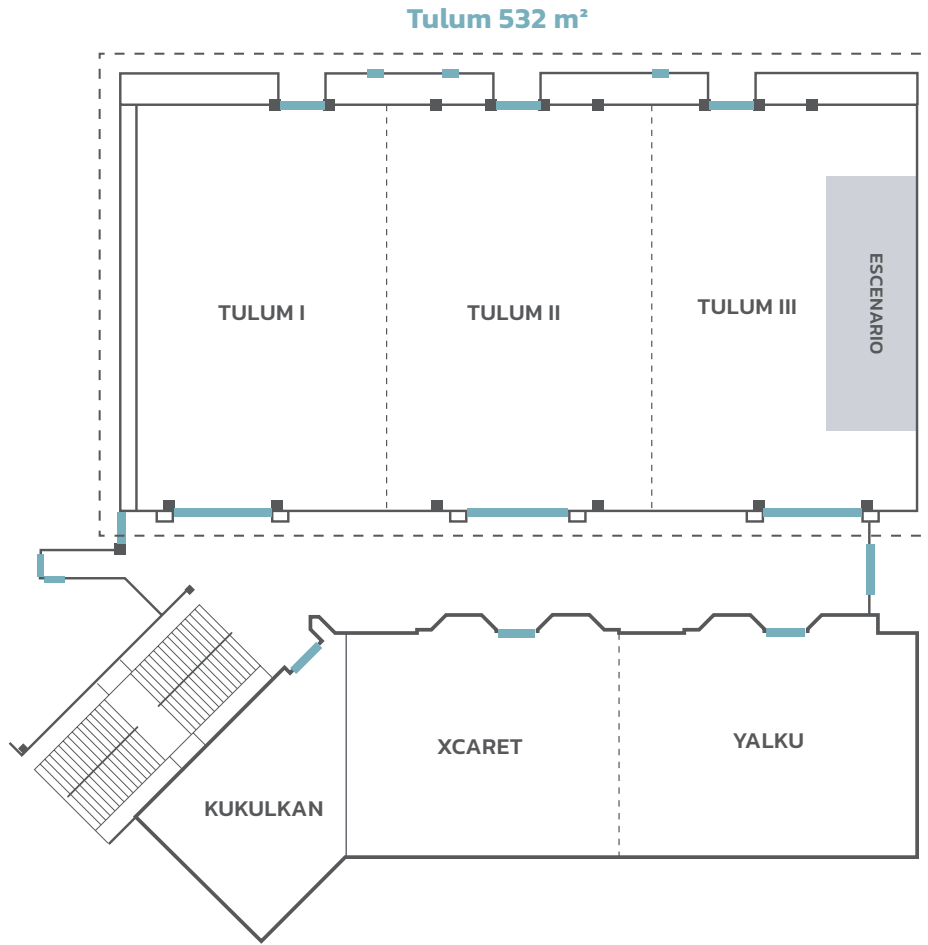 Tulum 532 m²
TULUM I
TULUM II
TULUM III
ESCENARIO
XCARET
YALKU
KUKULKAN